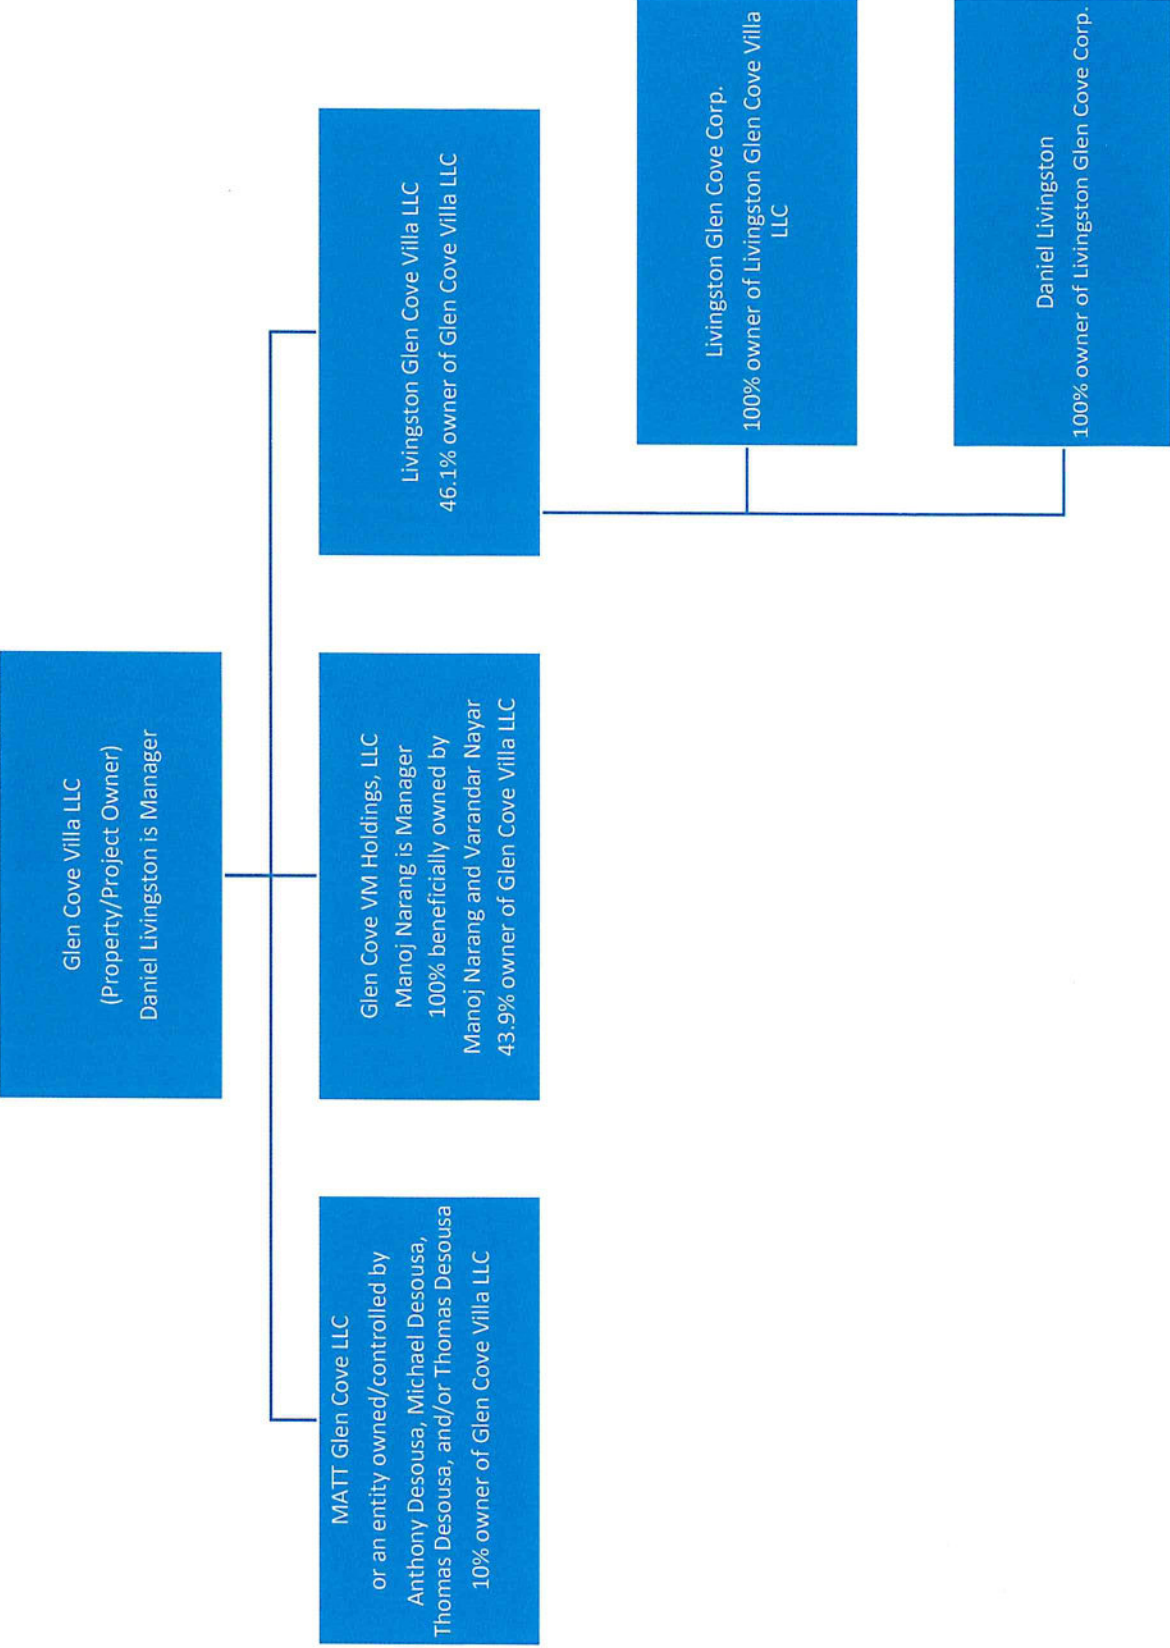 Glen Cove Villa LLC
(Property/Project Owner)
Daniel Livingston is Manager
MATT Glen Cove LLC
or an entity owned/controlled by
Anthony Desousa, Michael Desousa,
Thomas Desousa, and/or Thomas Desousa
10% owner of Glen Cove Villa LLC
Glen Cove VM Holdings, LLC
Manoj Narang is Manager
100% beneficially owned by
Manoj Narang and Varandar Nayar
43.9% owner of Glen Cove Villa LLC
Livingston Glen Cove Villa LLC
46.1% owner of Glen Cove Villa LLC
Livingston Glen Cove Corp.
100% owner of Livingston Glen Cove Villa
LLC
Daniel Livingston
100% owner of Livingston Glen Cove Corp.